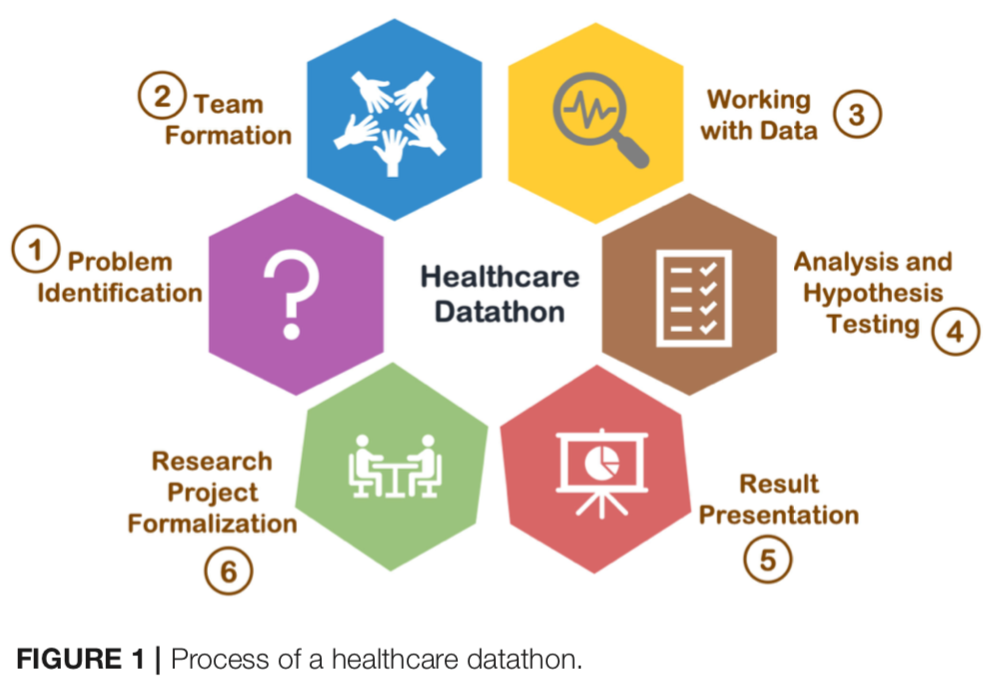 2 Team
Formation
Working
with Data 3
1 Problem
Identification
Healthcare
Datathon
Analysis and
Hypothesis
Testing 4
Research
Project
Formalization
6
Result
Presentation
5
FIGURE 1 | Process of a healthcare datathon.